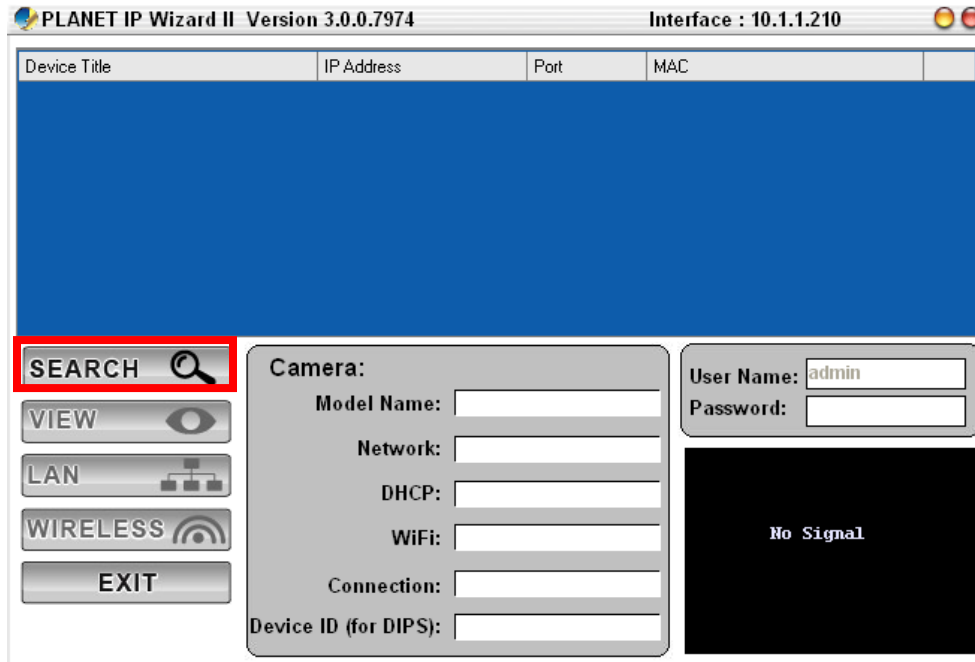 PLANET IP Wizard II Version 3.0.0.7974 Interface : 10.1.1.210
Device Title IP Address Port MAC
SEARCH
VIEW
LAN
WIRELESS
EXIT
Camera:
Model Name:
Network:
DHCP:
WiFi:
Connection:
Device ID (for DIPS):
User Name: admin
Password:
No Signal